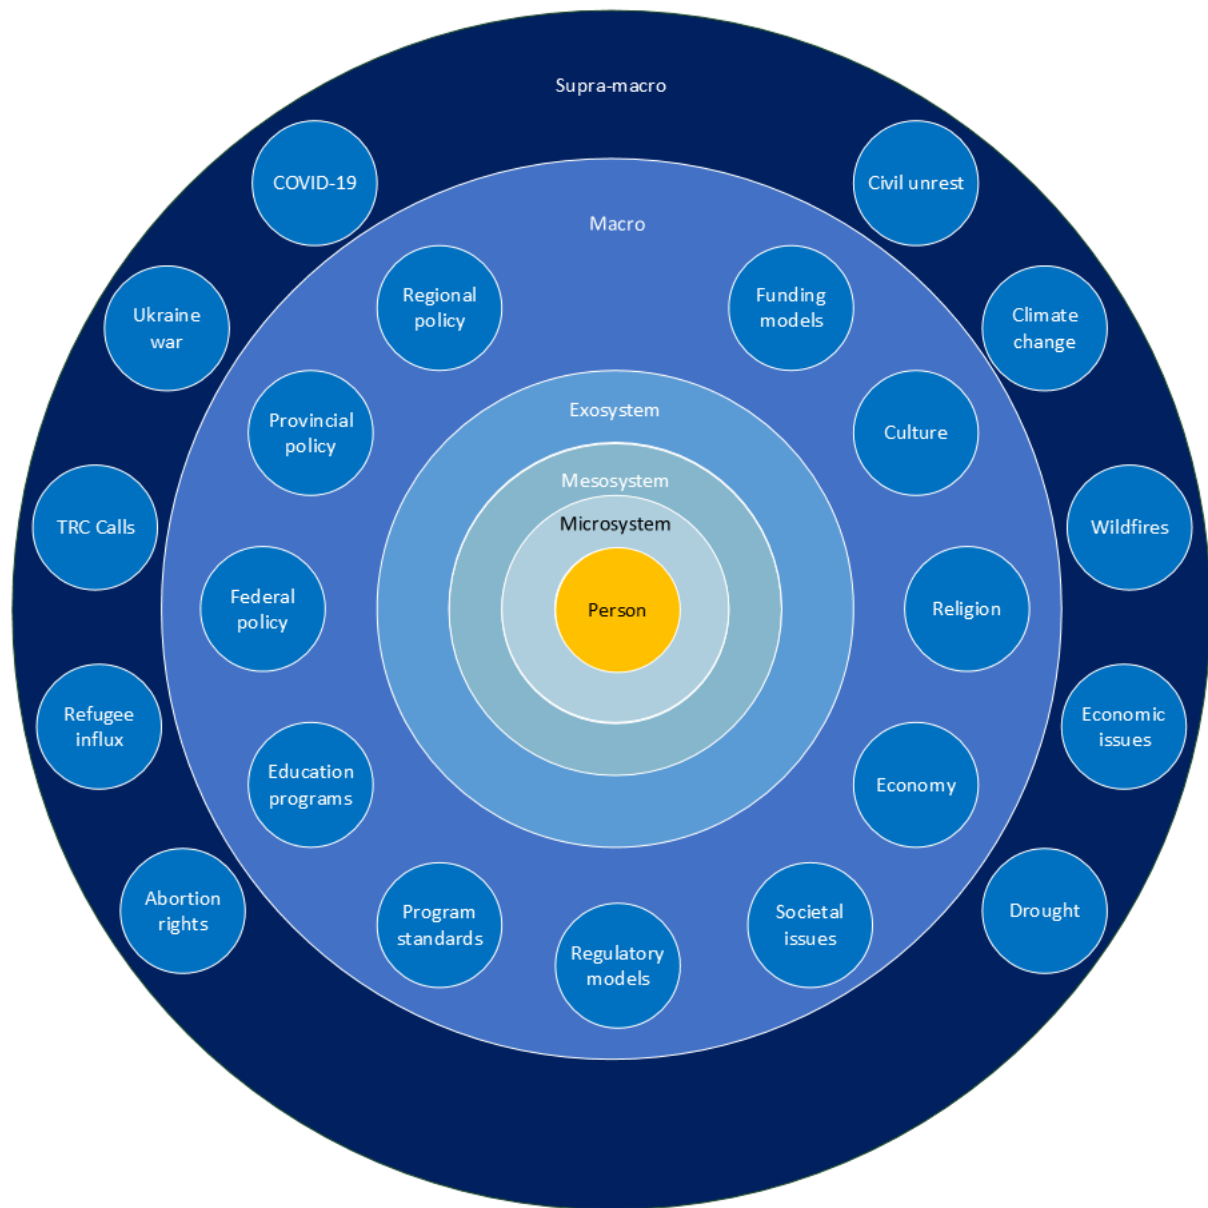 Supra-macro
COVID-19
Civil unrest
Macro
Regional
policy
Funding
models
Ukraine
war
Climate
change
Exosystem
Provincial
policy
Culture
Mesosystem
Microsystem
TRC Calls
Wildfires
Federal
policy
Person
Religion
Refugee
influx
Economic
issues
Education
programs
Economy
Abortion
rights
Program
standards
Societal
issues
Drought
Regulatory
models